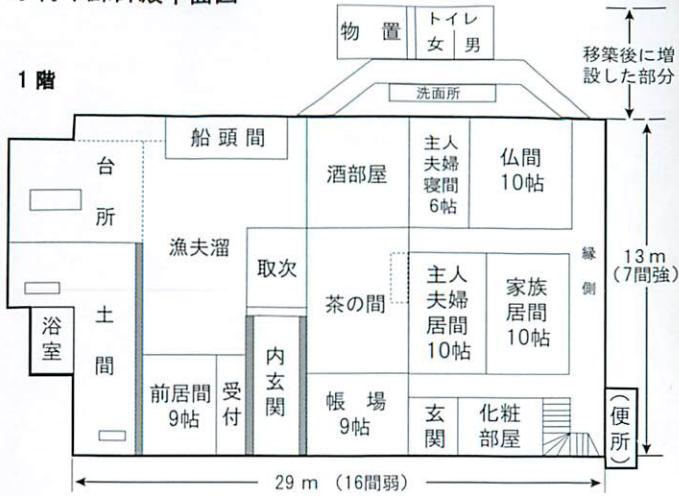 1階
物置
トイレ
女 男
移築後に増
設した部分
洗面所
船頭間
台所
酒部屋
主人夫婦寝間
6帖
仏間
10帖
漁夫溜
取次
茶の間
主人夫婦居間
10帖
家族居間
10帖
縁側
13m
(7間強)
浴室
土間
前居間
9帖
受付
内玄関
帳場
9帖
玄関
化粧部屋
(便所)
29m (16間弱)